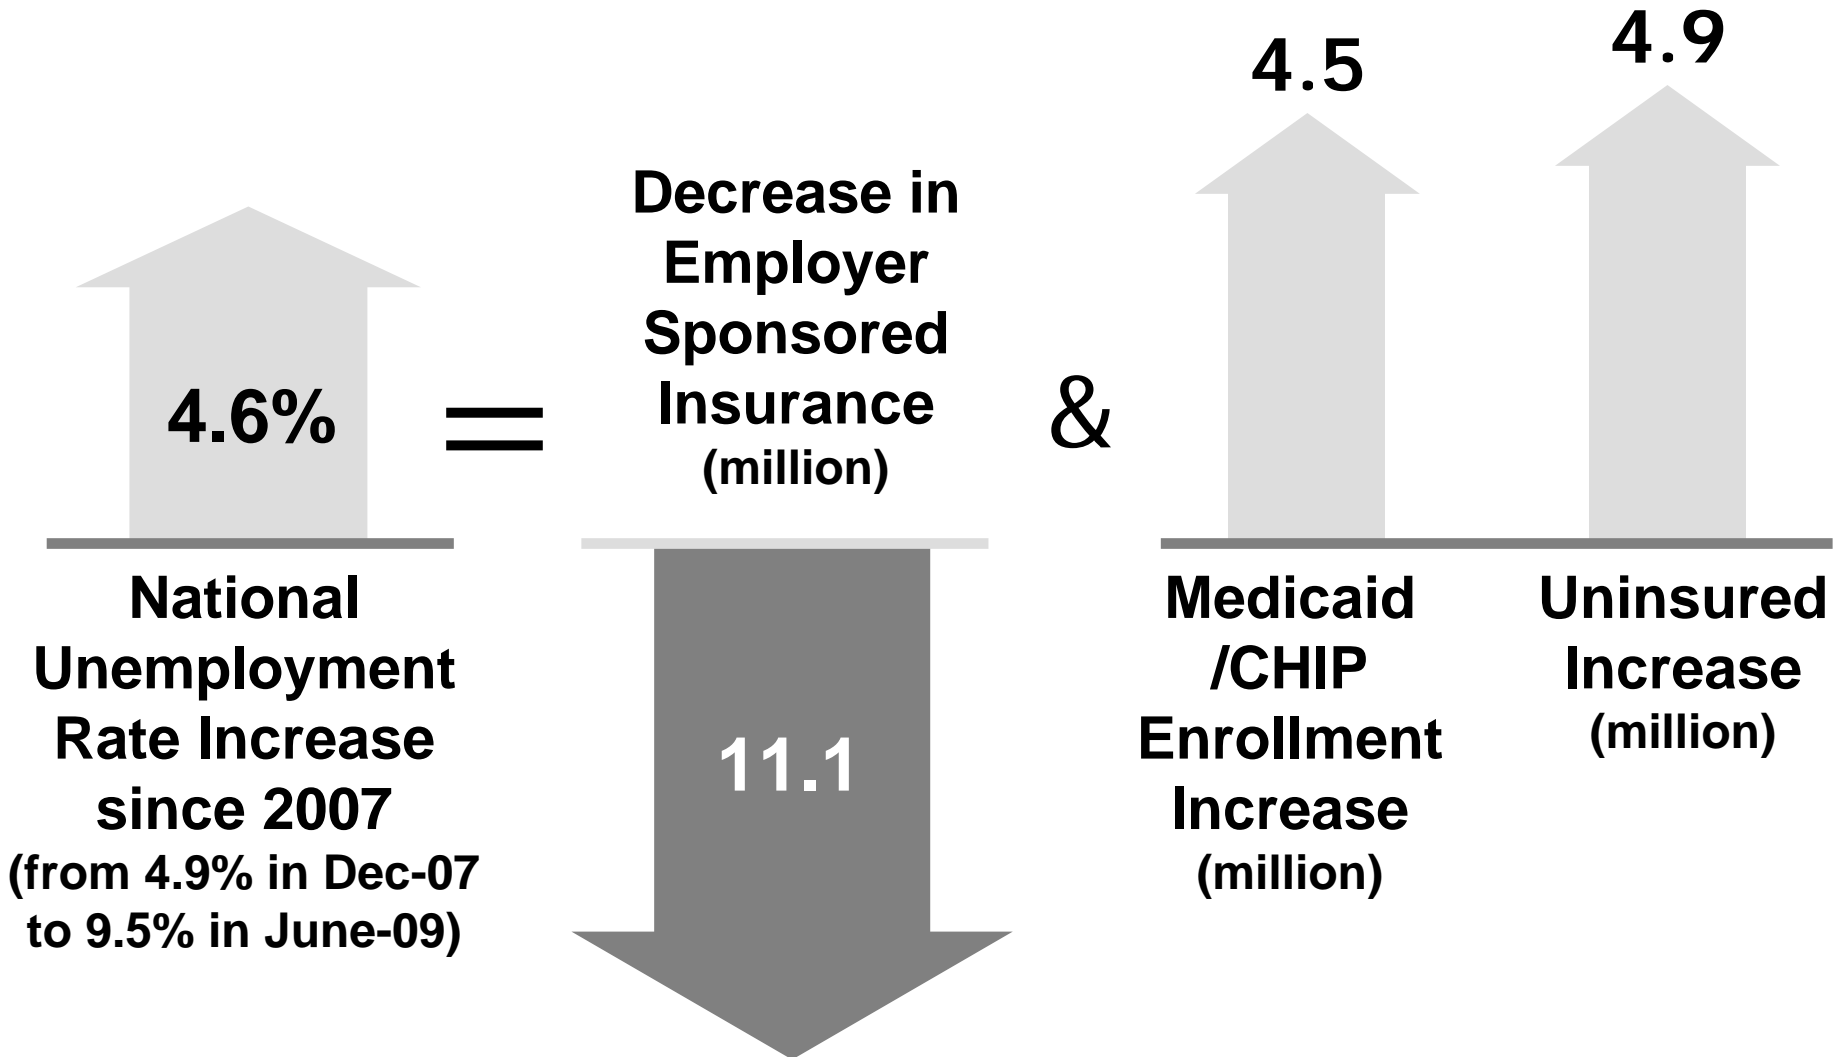 4.6%
National
Unemployment
Rate Increase
since 2007
(from 4.9% in Dec-07
to 9.5% in June-09)
=
Decrease in
Employer
Sponsored
Insurance
(million)
11.1
&
4.5
Medicaid
/CHIP
Enrollment
Increase
(million)
4.9
Uninsured
Increase
(million)